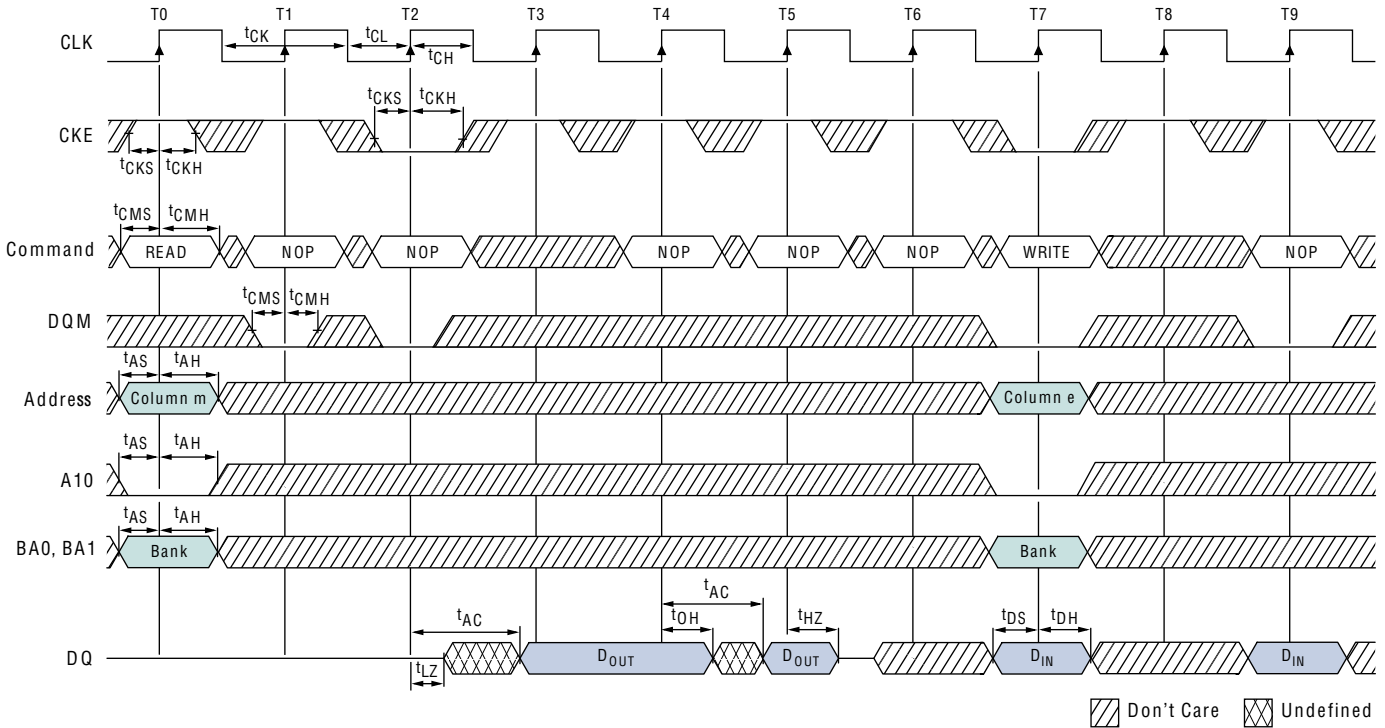 T0 T1 T2 T3 T4 T5 T6 T7 T8 T9
CLK
tCK tCL
tCH
tCKS tCKH
CKE
tCKS tCKH
tCMS tCMH
Command READ NOP NOP NOP NOP NOP WRITE NOP
tCMS tCMH
DQM
tAS tAH
Address Column m Column e
tAS tAH
A10
tAS tAH
BA0, BA1 Bank Bank
tAC
tAC tOH tHZ tDS tDH
DQ DOUT DOUT DIN DIN
tLZ
Don't Care Undefined